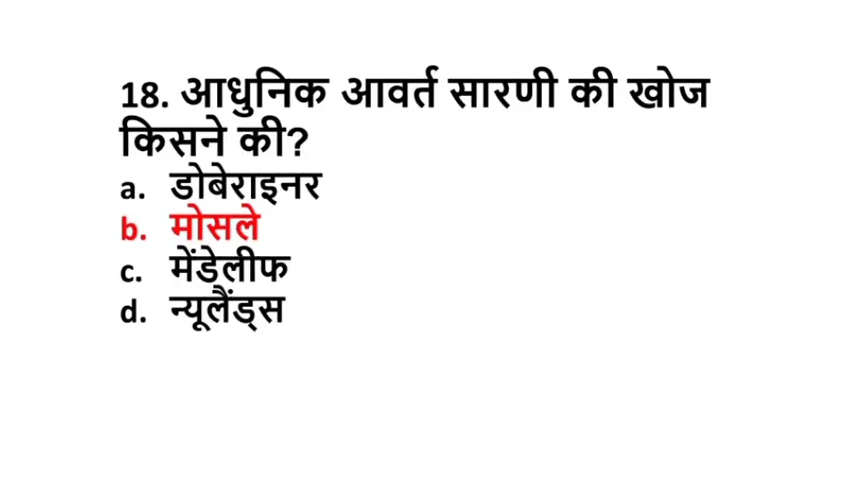 18. आधुनिक आवर्त सारणी की खोज
किसने की?
a. डोबेराइनर
b. मोसले
c. मेंडेलीफ
d. न्यूलैंड्स